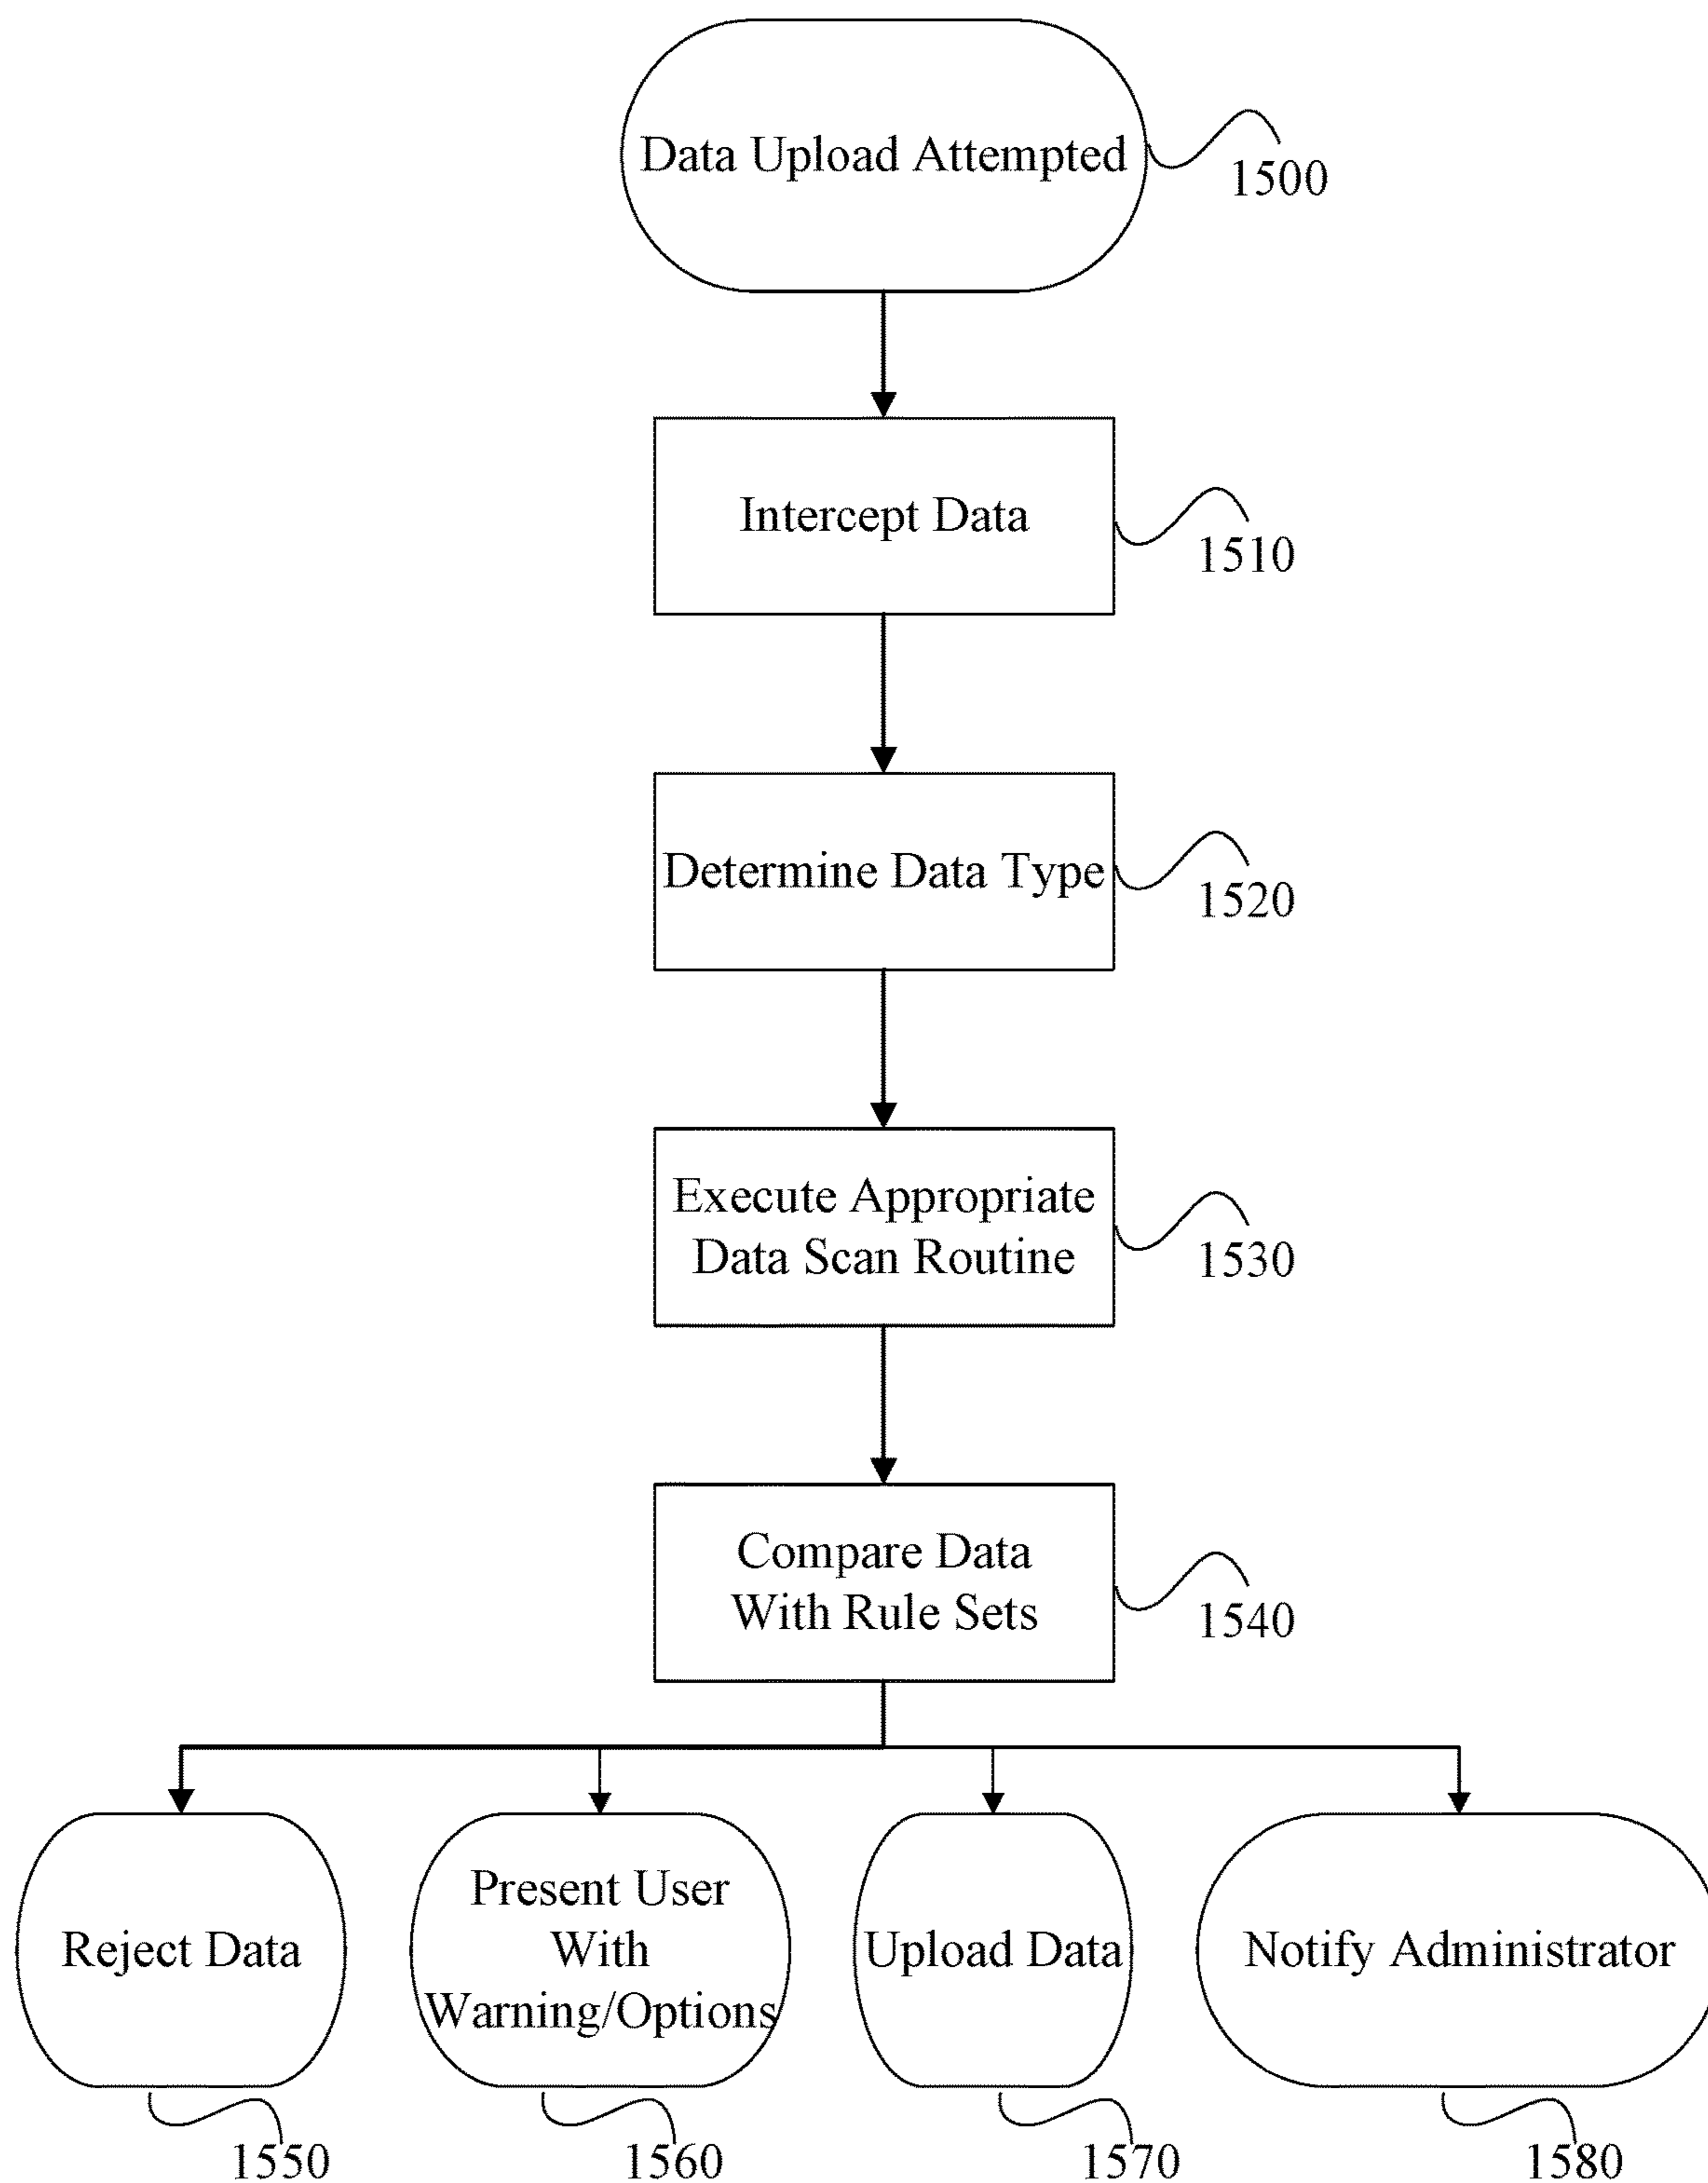 Data Upload Attempted
1500
Intercept Data
1510
Determine Data Type
1520
Execute Appropriate
Data Scan Routine
1530
Compare Data
With Rule Sets
1540
Reject Data
Present User
With
Warning/Options
Upload Data
Notify Administrator
1550
1560
1570
1580